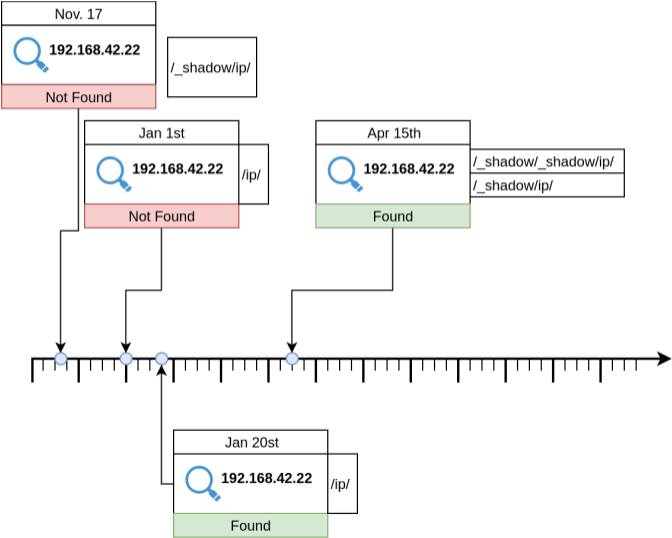 Nov. 17
192.168.42.22
Not Found
/_shadow/ip/
Jan 1st
192.168.42.22
/ip/
Not Found
Apr 15th
192.168.42.22
/_shadow/_shadow/ip/
/_shadow/ip/
Found
Jan 20st
192.168.42.22
/ip/
Found